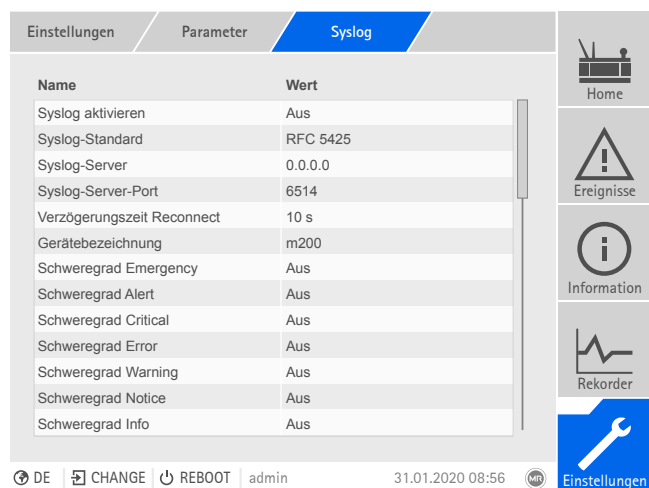 Einstellungen Parameter Syslog
Name Wert
Syslog aktivieren Aus
Syslog-Standard RFC 5425
Syslog-Server 0.0.0.0
Syslog-Server-Port 6514
Verzögerungszeit Reconnect 10 s
Gerätebezeichnung m200
Schweregrad Emergency Aus
Schweregrad Alert Aus
Schweregrad Critical Aus
Schweregrad Error Aus
Schweregrad Warning Aus
Schweregrad Notice Aus
Schweregrad Info Aus
Home
Ereignisse
Information
Rekorder
Einstellungen
DE CHANGE REBOOT admin 31.01.2020 08:56 MR